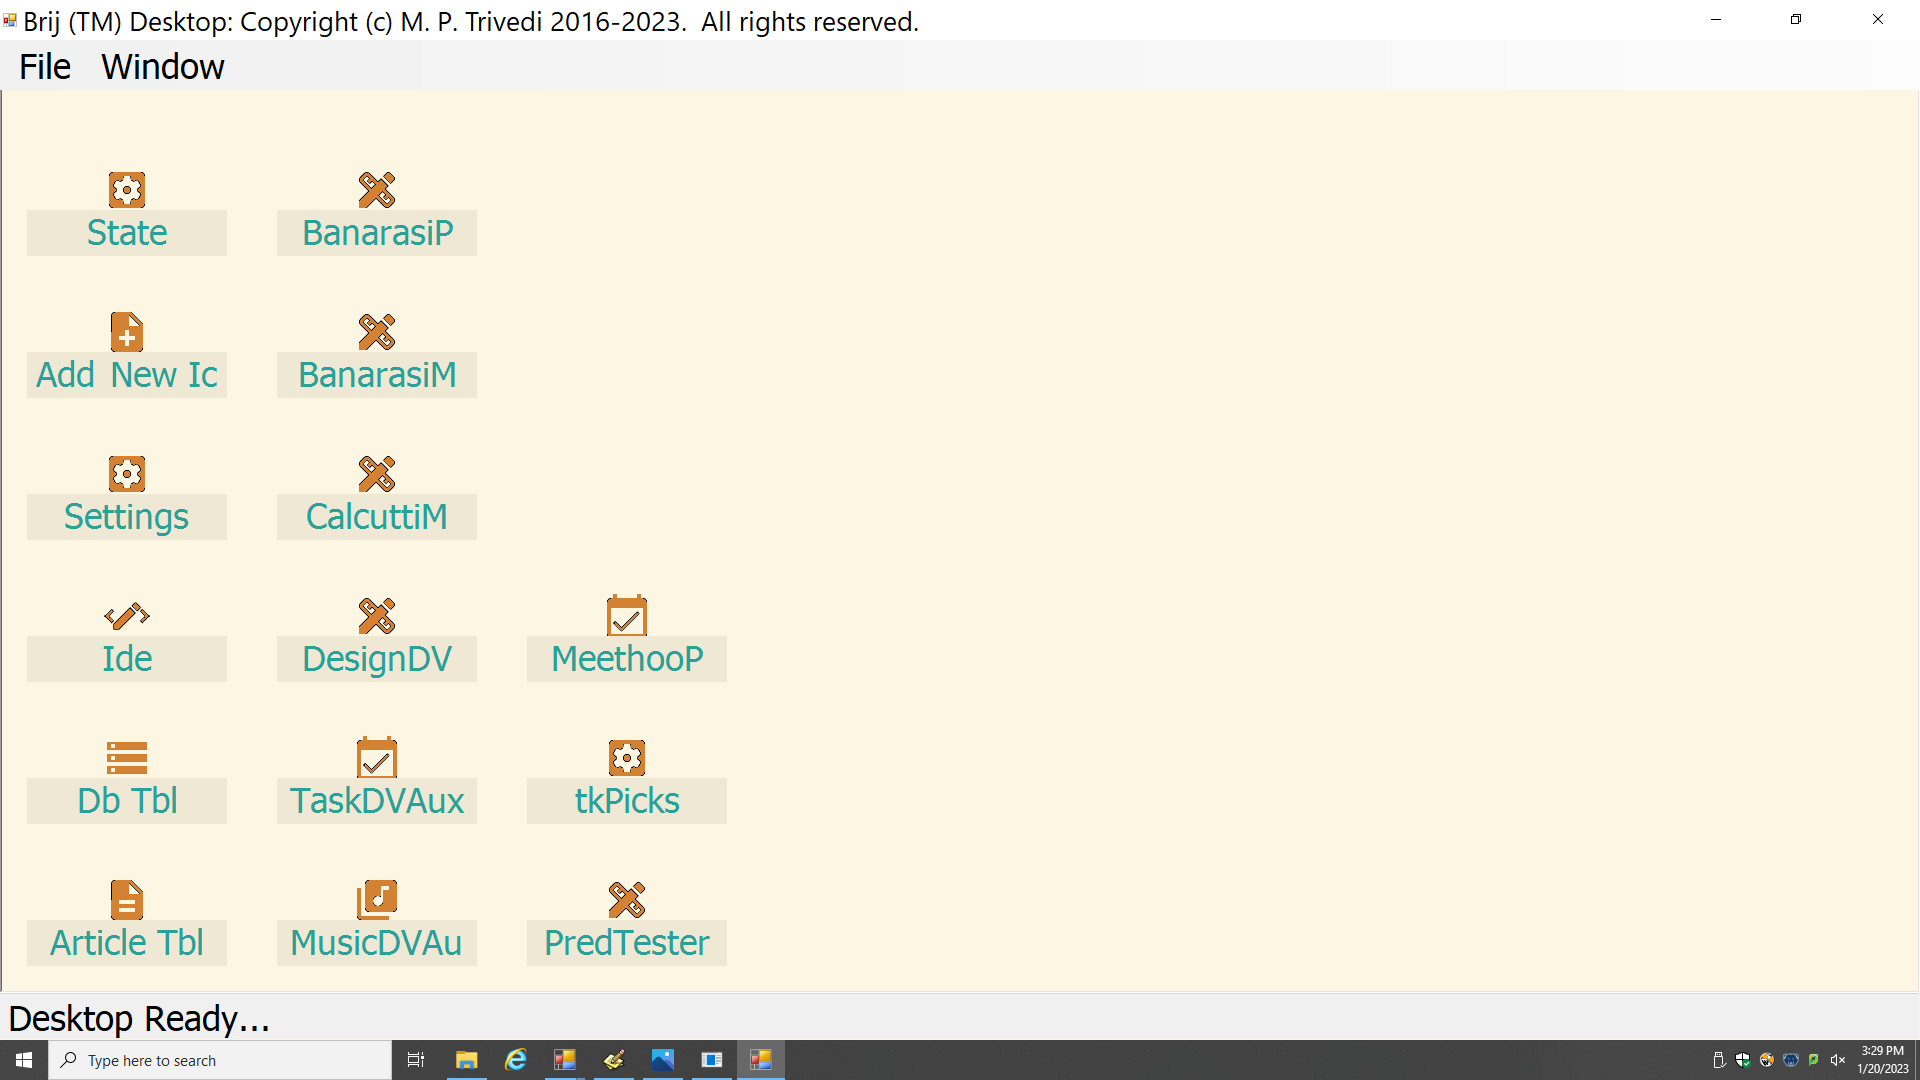 Brij (TM) Desktop: Copyright (c) M. P. Trivedi 2016-2023.  All rights reserved.
File Window
State BanarasiP
Add New Ic BanarasiM
Settings CalcuttiM
Ide DesignDV MeethooP
Db Tbl TaskDVAux tkPicks
Article Tbl MusicDVAu PredTester
Desktop Ready...
Type here to search
3:29 PM
1/20/2023